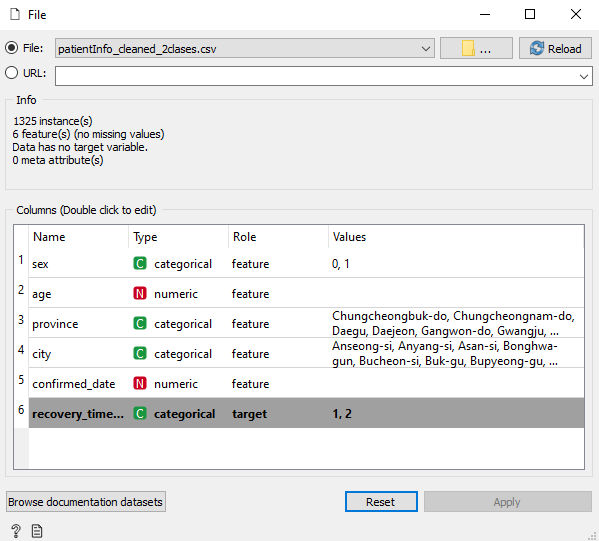 File
File: patientInfo_cleaned_2clases.csv ... Reload
URL:
Info
1325 instance(s)
6 feature(s) (no missing values)
Data has no target variable.
0 meta attribute(s)
Columns (Double click to edit)
Name Type Role Values
1 sex C categorical feature 0, 1
2 age N numeric feature
3 province C categorical feature Chungcheongbuk-do, Chungcheongnam-do,
Daegu, Daejeon, Gangwon-do, Gwangju, ...
4 city C categorical feature Anseong-si, Anyang-si, Asan-si, Bonghwa-
gun, Bucheon-si, Buk-gu, Bupyeong-gu, ...
5 confirmed_date N numeric feature
6 recovery_time... C categorical target 1, 2
Browse documentation datasets Reset Apply
?